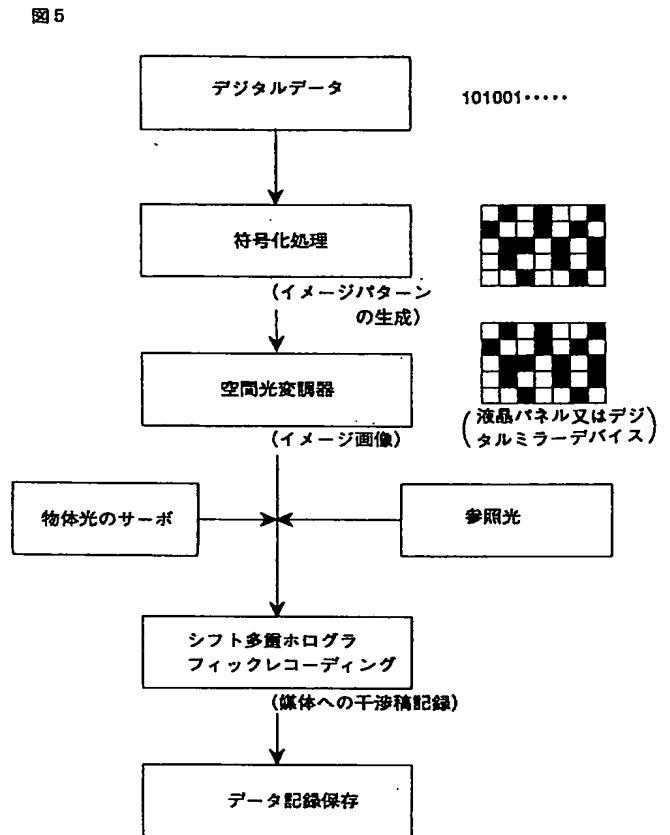 図5
デジタルデータ
101001・・・・・
符号化処理
(イメージパターン
の生成)
空間光変調器
(イメージ画像)
(液晶パネル又はデジ
タルミラーデバイス)
物体光のサーボ
参照光
シフト多重ホログラ
フィックレコーディング
(媒体への干渉稿記録)
データ記録保存